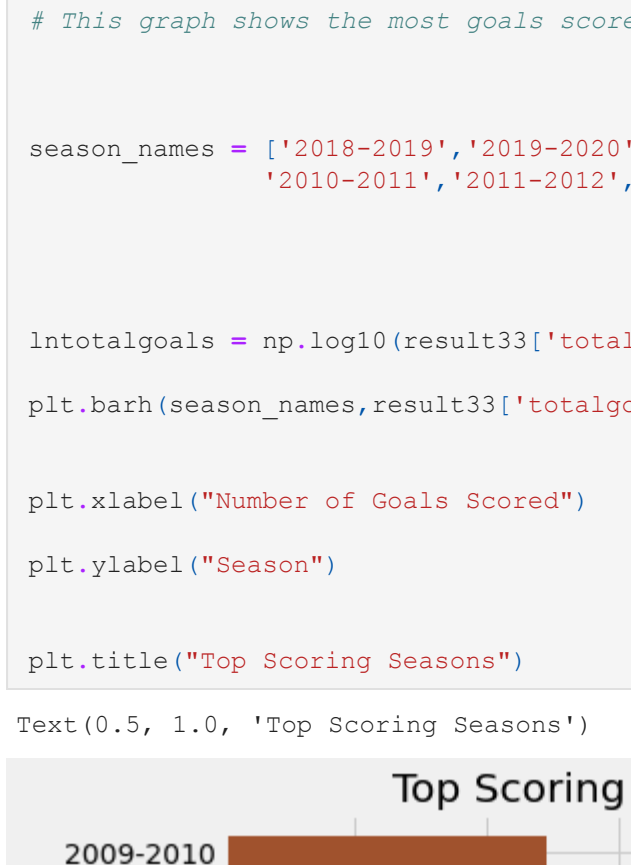 # This graph shows the most goals score
season_names = ['2018-2019','2019-2020'
'2010-2011','2011-2012',
lntotalgoals = np.log10(result33['total
plt.barh(season_names,result33['totalgo
plt.xlabel("Number of Goals Scored")
plt.ylabel("Season")
plt.title("Top Scoring Seasons")
Text(0.5, 1.0, 'Top Scoring Seasons')
Top Scoring
2009-2010